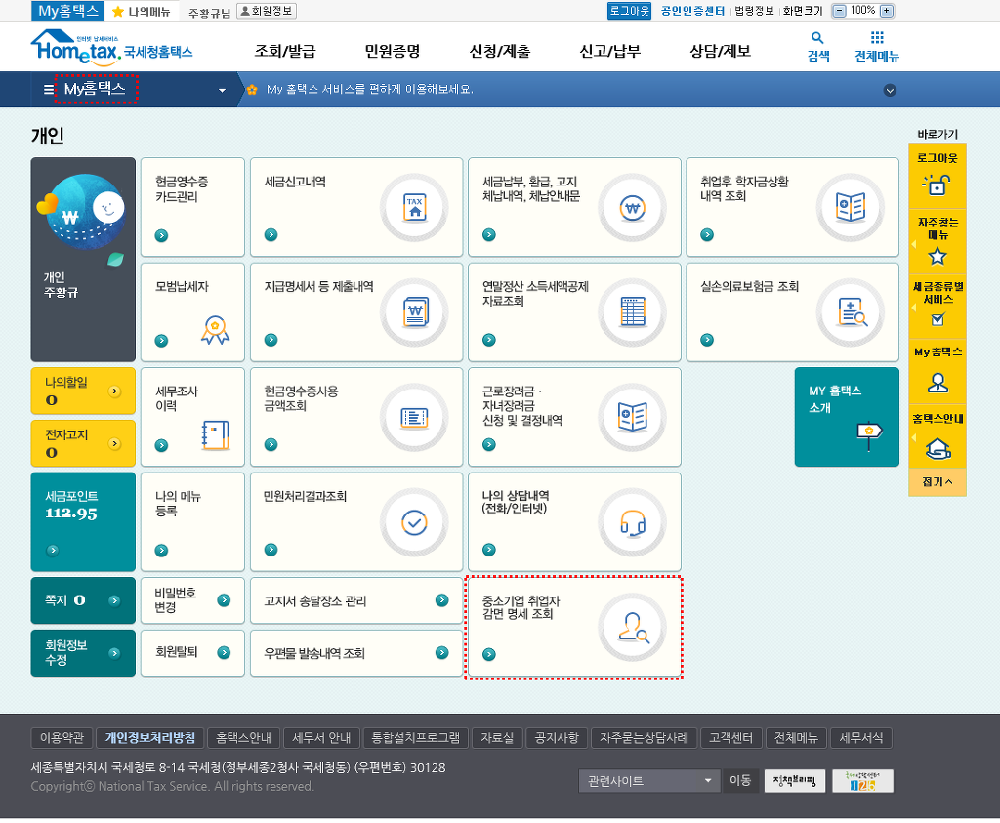 My홈택스 나의메뉴 주황규님 회원정보 로그아웃 공인인증센터 법령정보 화면크기 100%
인터넷 납세서비스
Hometax. 국세청홈택스 조회/발급 민원증명 신청/제출 신고/납부 상담/제보 검색 전체메뉴
My홈택스 My 홈택스 서비스를 편하게 이용해보세요.
개인
개인
주황규
현금영수증
카드관리
세금신고내역
TAX
세금납부, 환급, 고지
체납내역, 체납안내문
취업후 학자금상환
내역 조회
모범납세자
지급명세서 등 제출내역
연말정산 소득세액공제
자료조회
실손의료보험금 조회
나의할일
0
전자고지
0
세무조사
이력
현금영수증사용
금액조회
근로장려금 ·
자녀장려금
신청 및 결정내역
MY 홈택스
소개
세금포인트
112.95
나의 메뉴
등록
민원처리결과조회
나의 상담내역
(전화/인터넷)
쪽지 0
비밀번호
변경
고지서 송달장소 관리
중소기업 취업자
감면 명세 조회
회원정보
수정
회원탈퇴
우편물 발송내역 조회
바로가기
로그아웃
자주찾는
메뉴
세금종류별
서비스
My홈택스
홈택스안내
접기
이용약관 개인정보처리방침 홈택스안내 세무서 안내 통합설치프로그램 자료실 공지사항 자주묻는상담사례 고객센터 전체메뉴 세무서식
세종특별자치시 국세청로 8-14 국세청(정부세종2청사 국세청동) (우편번호) 30128
Copyrightⓒ National Tax Service. All rights reserved.
관련사이트 이동 정책브리핑
126